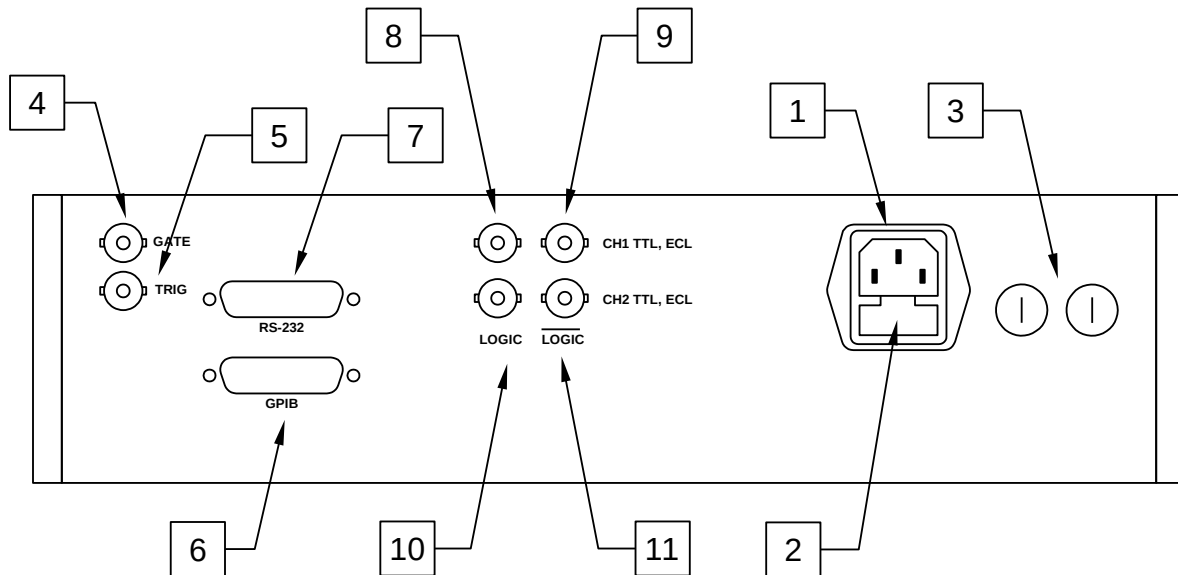 8
9
4
1
3
5
7
GATE
CH1 TTL, ECL
TRIG
CH2 TTL, ECL
RS-232
LOGIC
LOGIC
GPIB
6
10
11
2